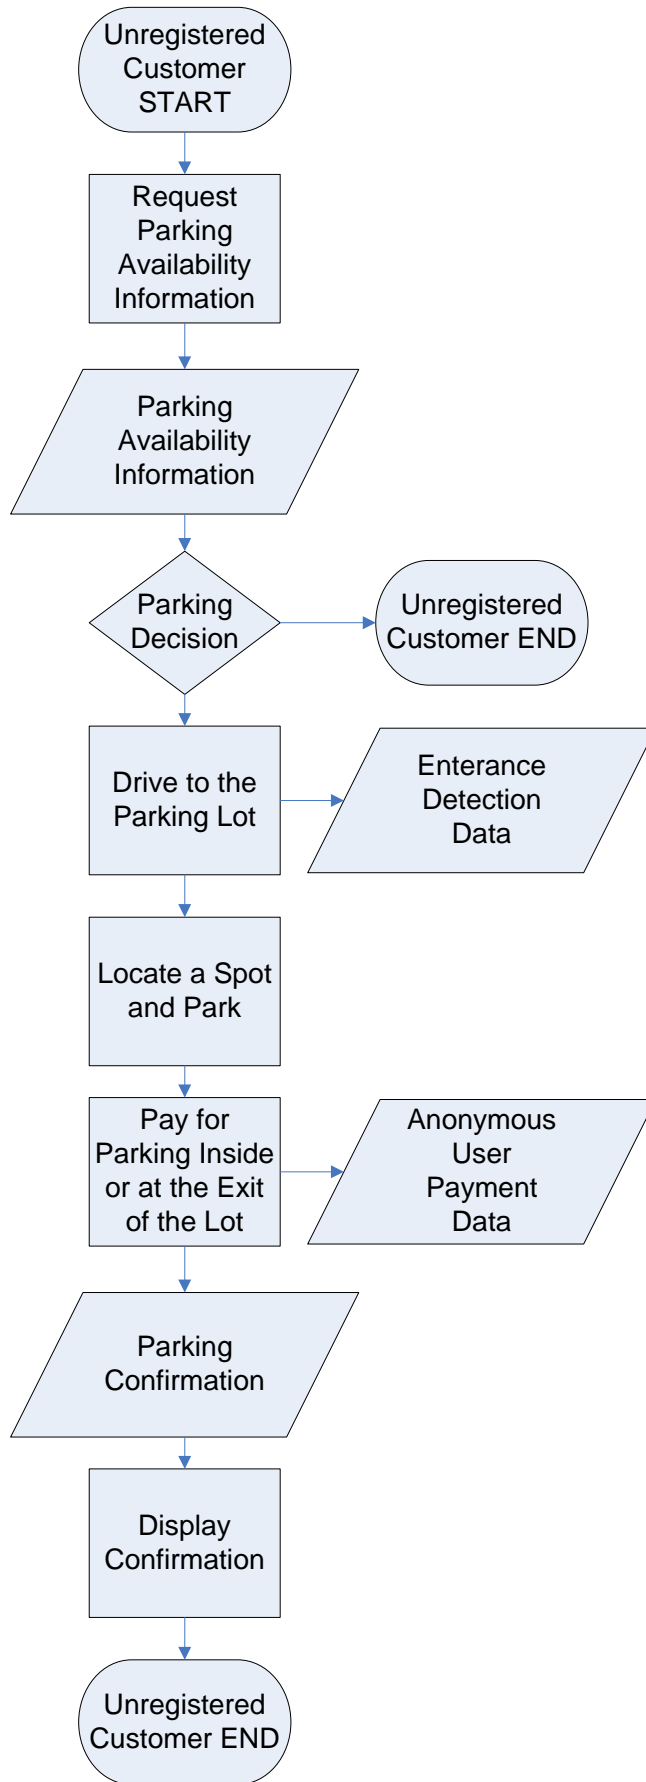 Unregistered
Customer
START
Request
Parking
Availability
Information
Parking
Availability
Information
Parking
Decision
Unregistered
Customer END
Drive to the
Parking Lot
Enterance
Detection
Data
Locate a Spot
and Park
Pay for
Parking Inside
or at the Exit
of the Lot
Anonymous
User
Payment
Data
Parking
Confirmation
Display
Confirmation
Unregistered
Customer END